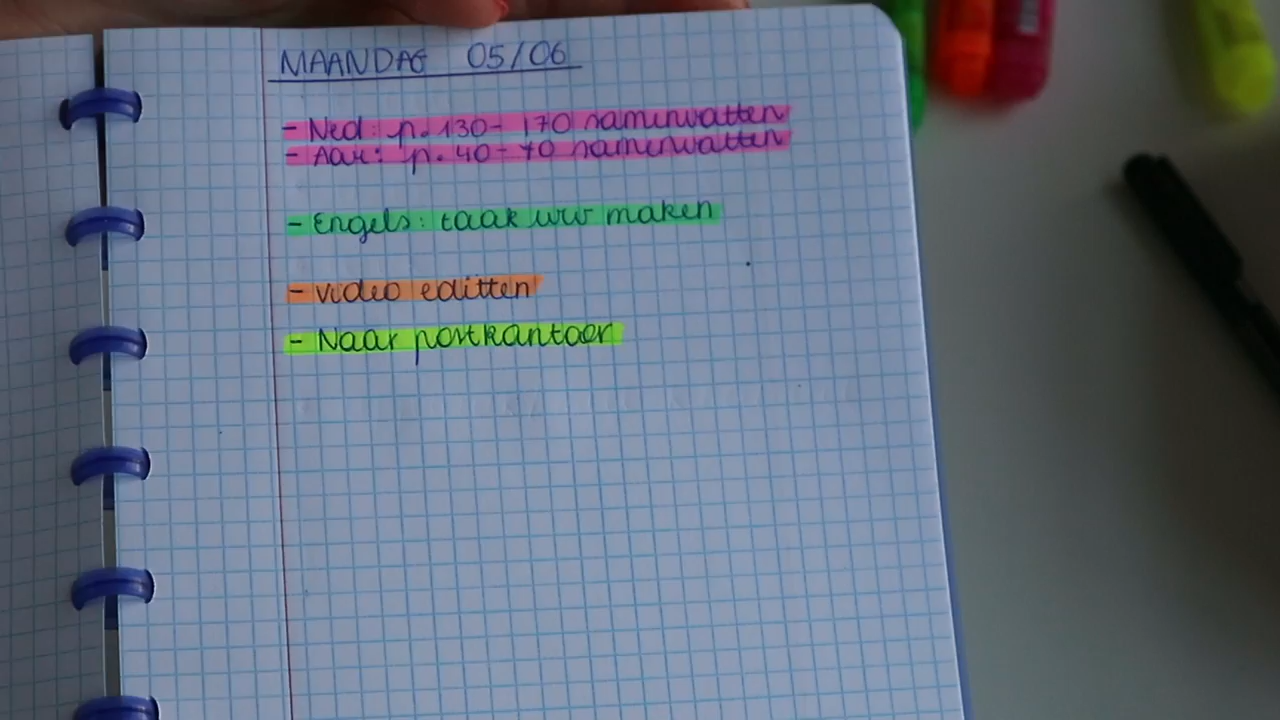 MAANDAG 05/06
- Ned: p. 130 - 170 samenvatten
- Aar: p. 40 - 70 samenvatten
- Engels: taak ww maken
- video editten
- Naar postkantoor